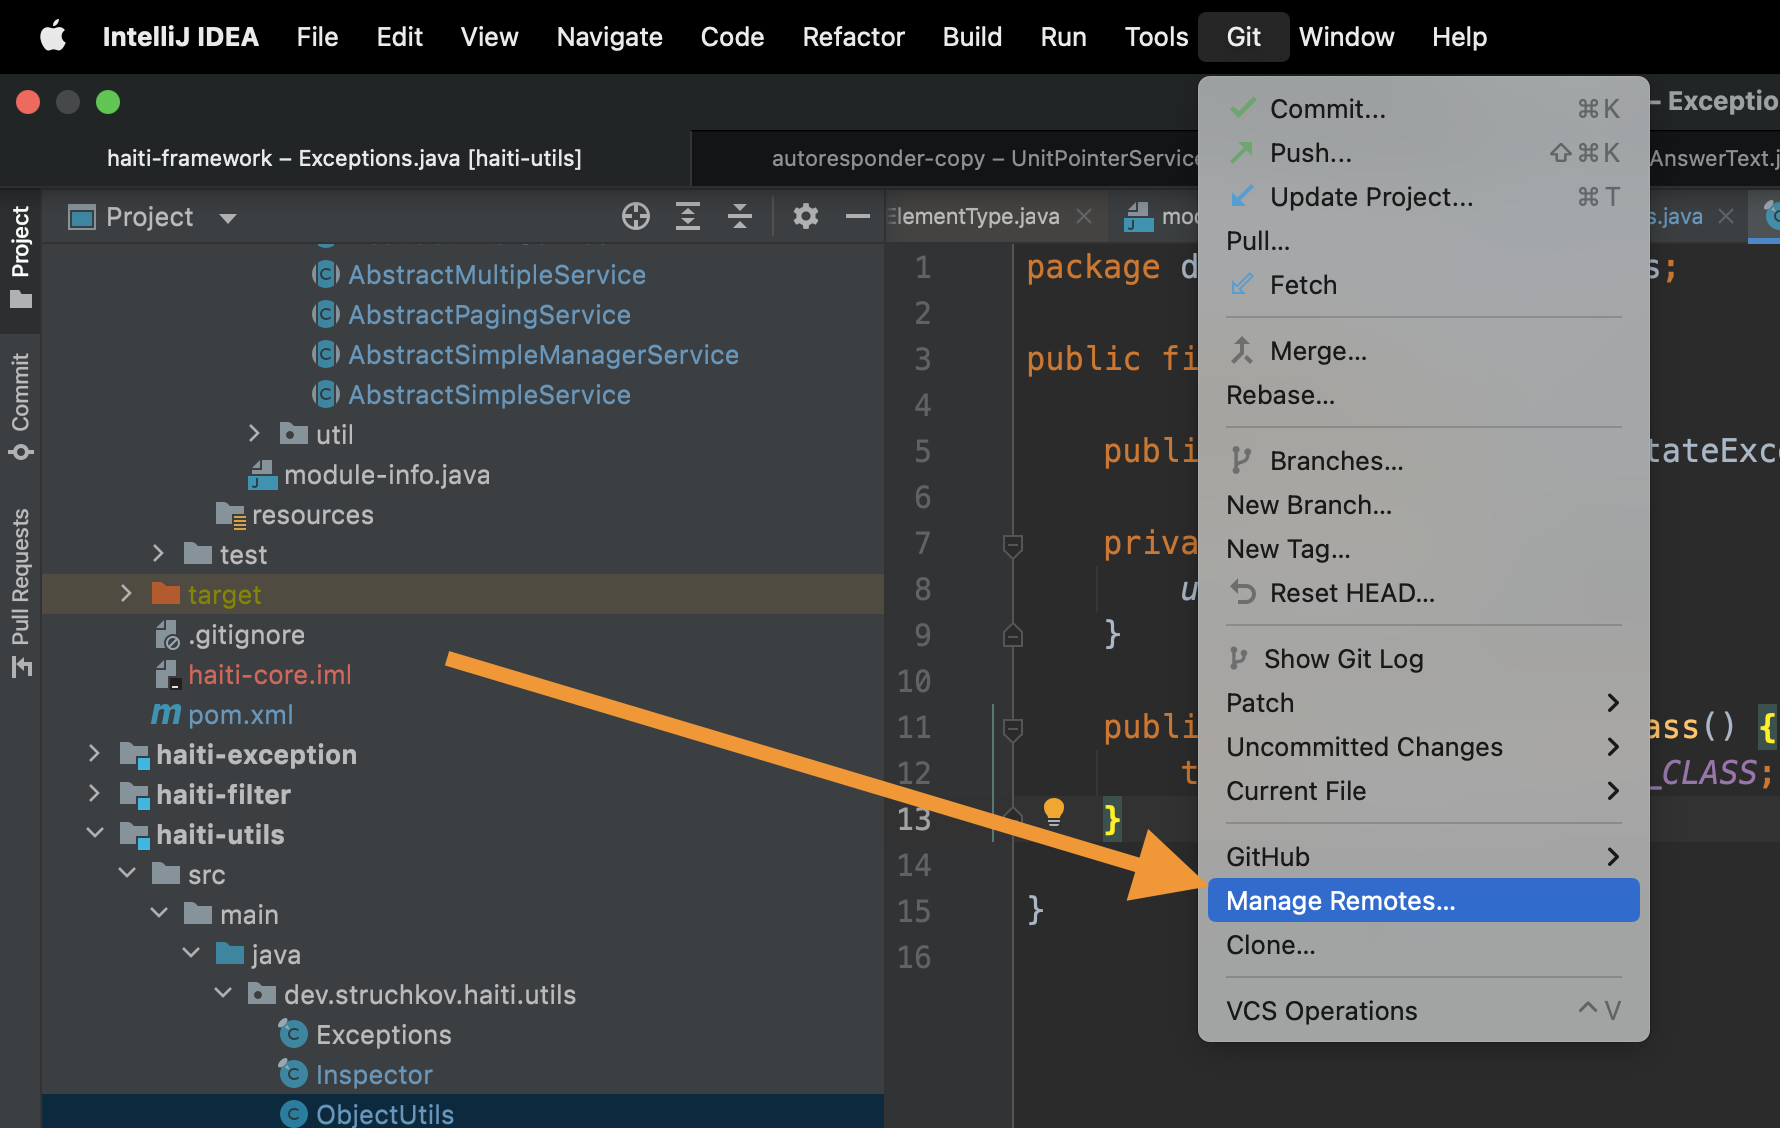 IntelliJ IDEA File Edit View Navigate Code Refactor Build Run Tools Git Window Help
– Exceptio
haiti-framework – Exceptions.java [haiti-utils]
autoresponder-copy – UnitPointerService
AnswerText.j
Project
Commit
Pull Requests
Project
AbstractMultipleService
AbstractPagingService
AbstractSimpleManagerService
AbstractSimpleService
util
module-info.java
resources
test
target
.gitignore
haiti-core.iml
pom.xml
haiti-exception
haiti-filter
haiti-utils
src
main
java
dev.struchkov.haiti.utils
Exceptions
Inspector
ObjectUtils
ElementType.java
mod
s.java
1 package d s;
2
3 public fi
4
5 publi tateExce
6
7 priva
8 u
9 }
10
11 publi ass() {
12 t _CLASS;
13 }
14
15 }
16
Commit... ⌘K
Push... ⇧⌘K
Update Project... ⌘T
Pull...
Fetch
Merge...
Rebase...
Branches...
New Branch...
New Tag...
Reset HEAD...
Show Git Log
Patch
Uncommitted Changes
Current File
GitHub
Manage Remotes...
Clone...
VCS Operations ^V